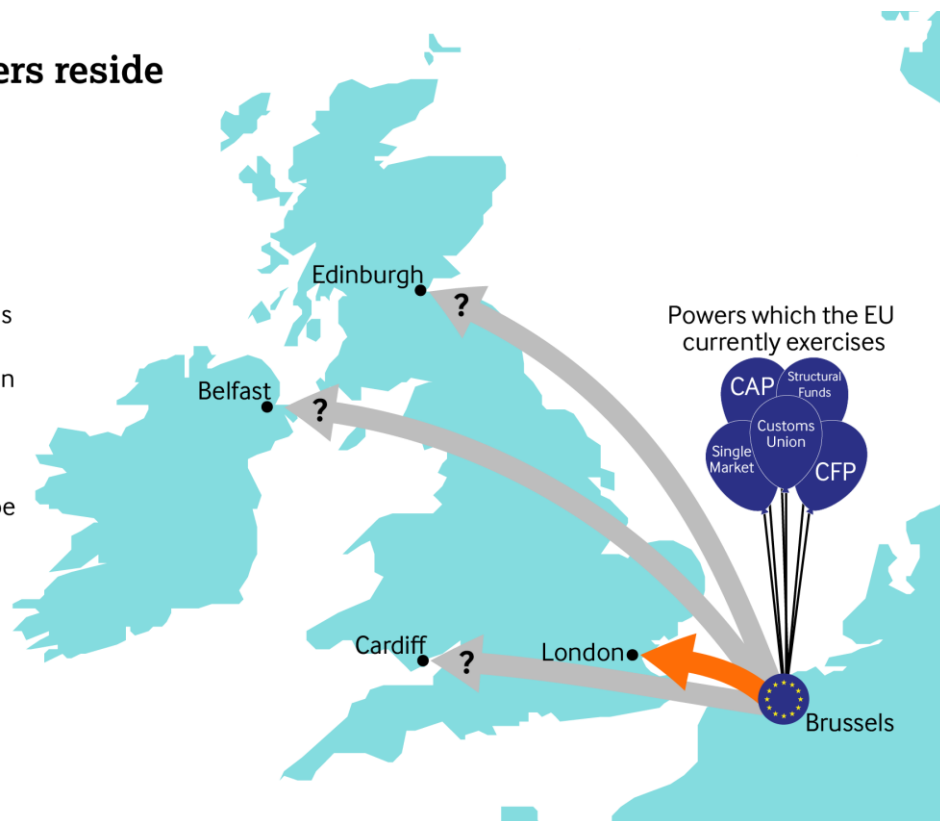 ers reside
Edinburgh
?
s
Powers which the EU
currently exercises
n
Belfast
?
CAP
Structural
Funds
Customs
Union
Single
Market
CFP
pe
Cardiff
?
London
Brussels